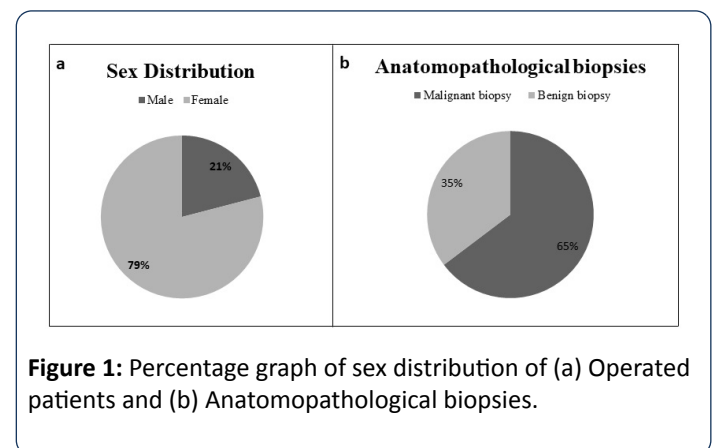 a
Sex Distribution
Male Female
21%
79%
b
Anatomopathological biopsies
Malignant biopsy Benign biopsy
35%
65%
Figure 1: Percentage graph of sex distribution of (a) Operated
patients and (b) Anatomopathological biopsies.